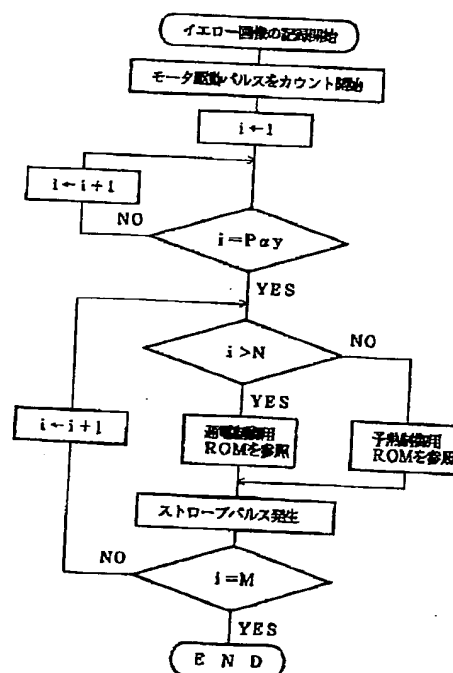 イエロー画像の記録開始
モータ駆動パルスをカウント開始
i←1
i←i+1
NO
i=Pαy
YES
i>N
NO
YES
i←i+1
通電制御用
ROMを参照
予熱制御用
ROMを参照
ストローブパルス発生
NO
i=M
YES
END